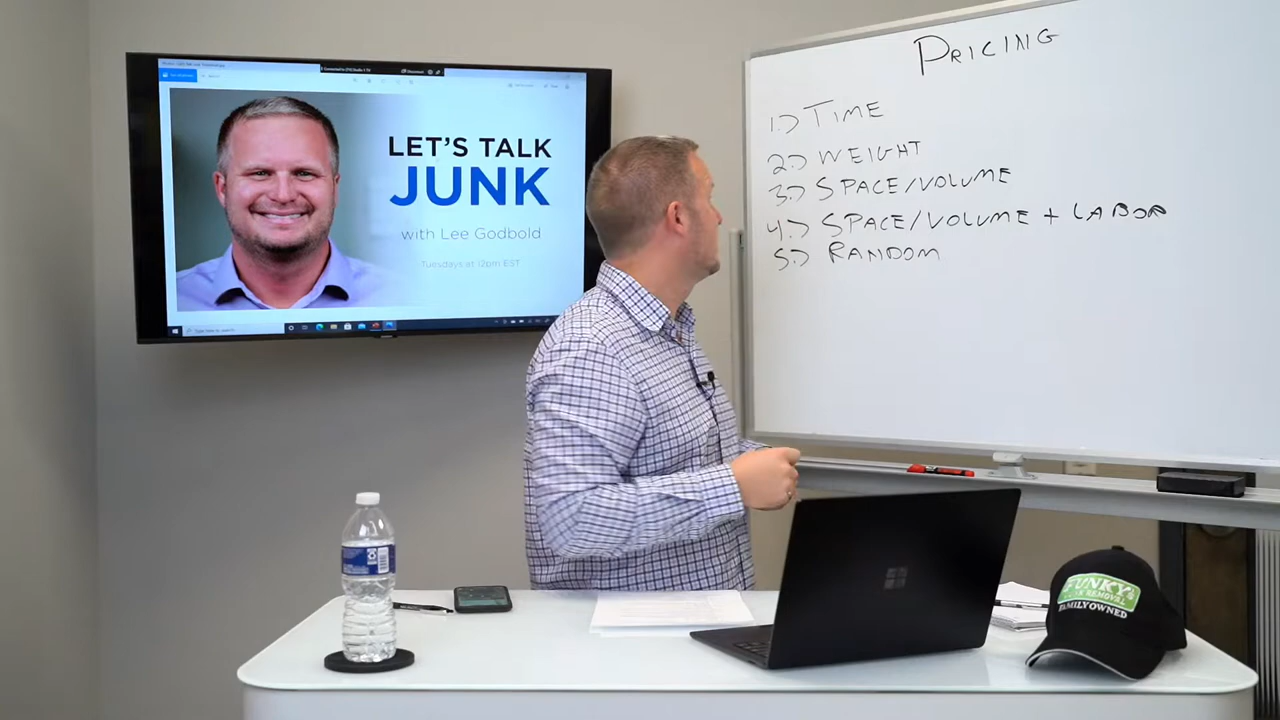 LET'S TALK
JUNK
with Lee Godbold
Tuesdays at 12pm EST
PRICING
1.) TIME
2.) WEIGHT
3.) SPACE/VOLUME
4.) SPACE/VOLUME + LABOR
5.) RANDOM
REMOVAL
FAMILY OWNED